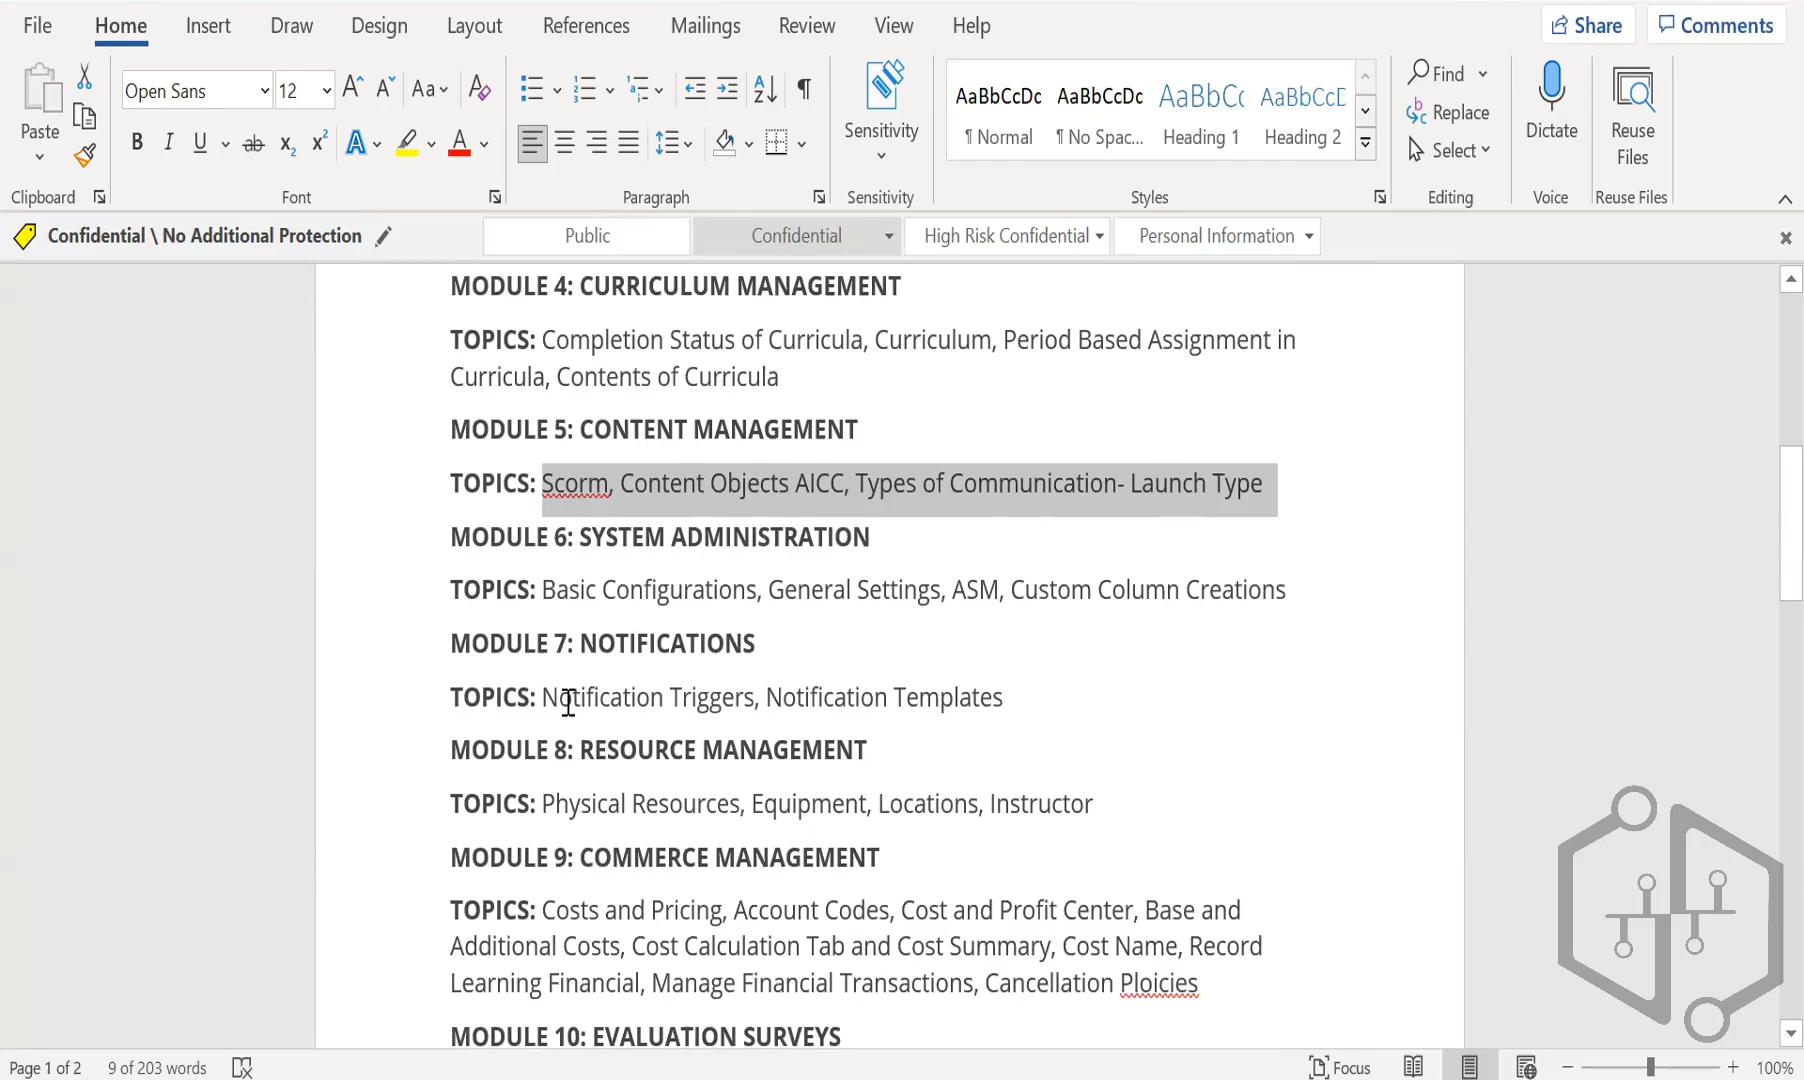 File Home Insert Draw Design Layout References Mailings Review View Help Share Comments
Open Sans 12 Aa
Paste
B I U ab x2 x2 A A
Sensitivity
AaBbCcDc AaBbCcDc AaBbCc AaBbCcD
¶ Normal ¶ No Spac... Heading 1 Heading 2
Find
Replace
Select
Dictate
Reuse
Files
Clipboard Font Paragraph Sensitivity Styles Editing Voice Reuse Files
Confidential \ No Additional Protection Public Confidential High Risk Confidential Personal Information
MODULE 4: CURRICULUM MANAGEMENT
TOPICS: Completion Status of Curricula, Curriculum, Period Based Assignment in
Curricula, Contents of Curricula
MODULE 5: CONTENT MANAGEMENT
TOPICS: Scorm, Content Objects AICC, Types of Communication- Launch Type
MODULE 6: SYSTEM ADMINISTRATION
TOPICS: Basic Configurations, General Settings, ASM, Custom Column Creations
MODULE 7: NOTIFICATIONS
TOPICS: Notification Triggers, Notification Templates
MODULE 8: RESOURCE MANAGEMENT
TOPICS: Physical Resources, Equipment, Locations, Instructor
MODULE 9: COMMERCE MANAGEMENT
TOPICS: Costs and Pricing, Account Codes, Cost and Profit Center, Base and
Additional Costs, Cost Calculation Tab and Cost Summary, Cost Name, Record
Learning Financial, Manage Financial Transactions, Cancellation Ploicies
MODULE 10: EVALUATION SURVEYS
Page 1 of 2 9 of 203 words Focus 100%